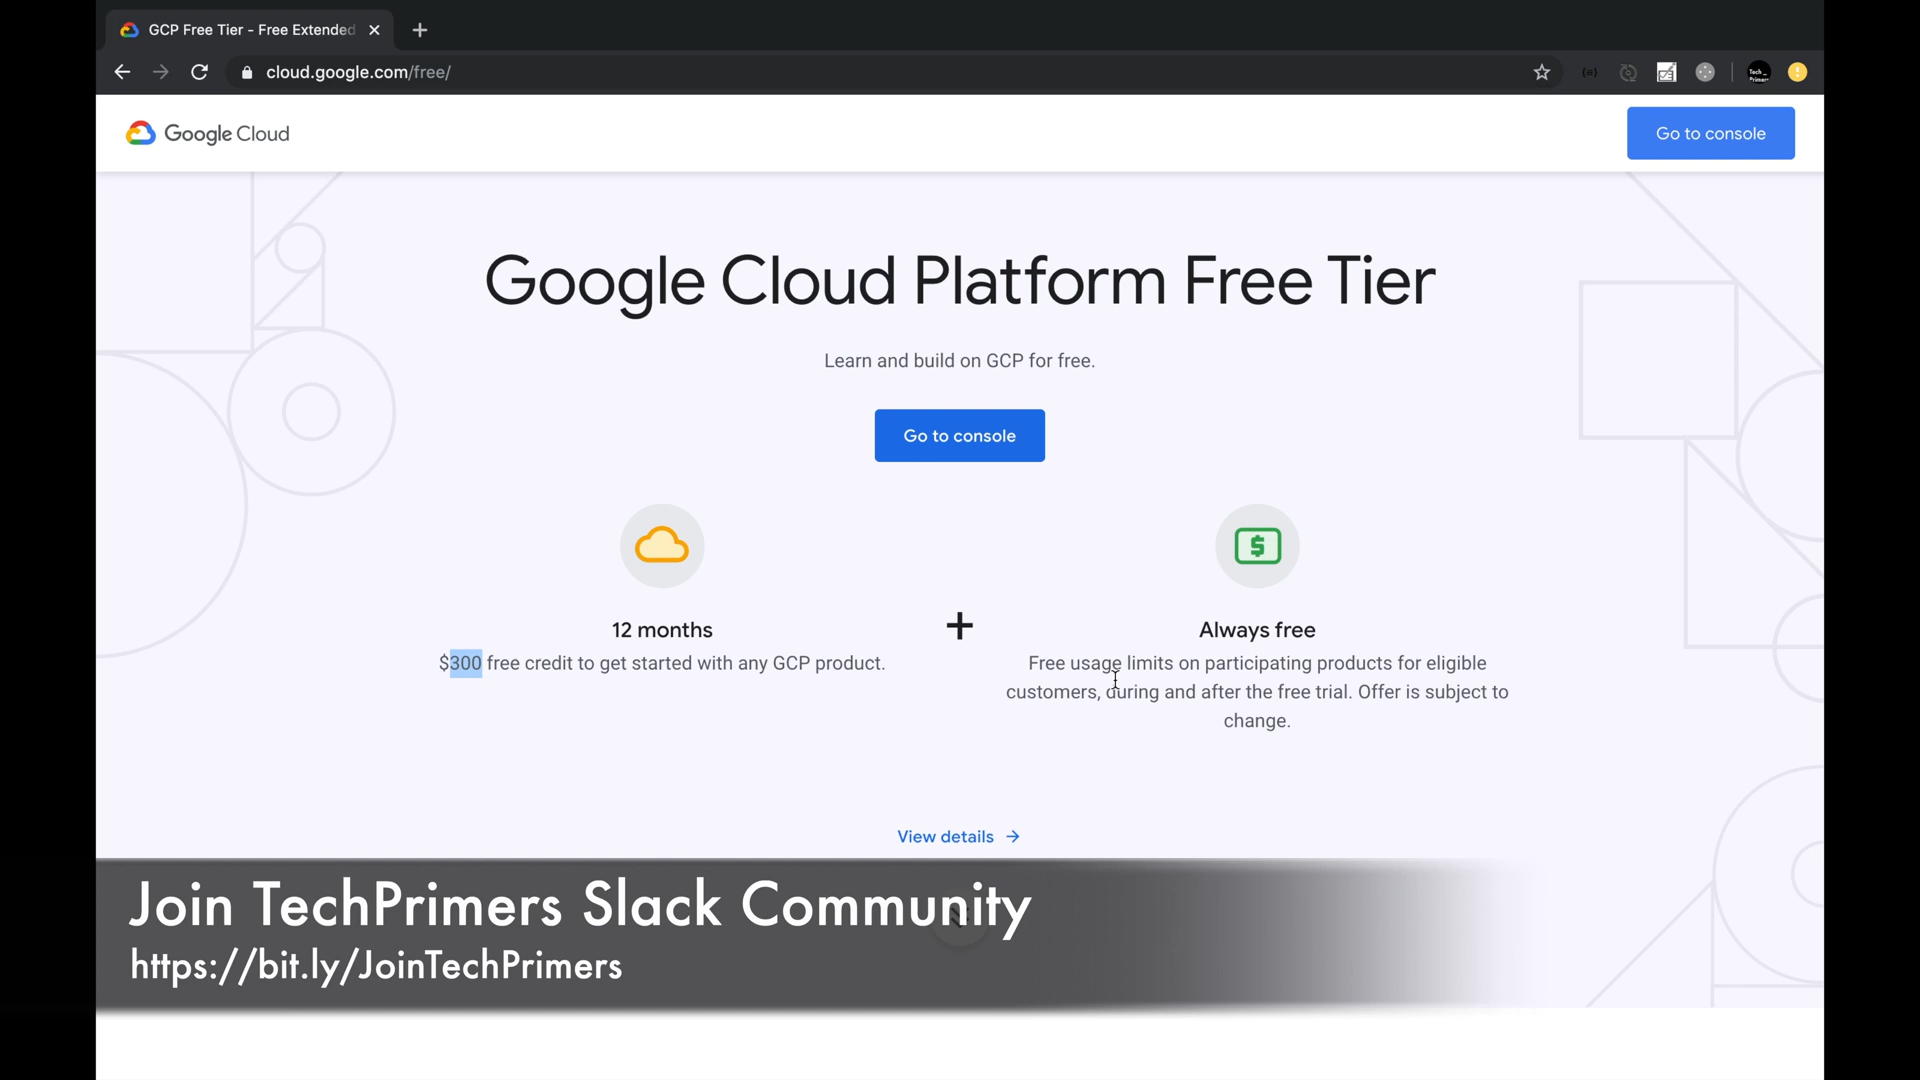 GCP Free Tier - Free Extended
cloud.google.com/free/
Tech_
Primers
Google Cloud
Go to console
Google Cloud Platform Free Tier
Learn and build on GCP for free.
Go to console
$
12 months
+
Always free
$300 free credit to get started with any GCP product.
Free usage limits on participating products for eligible
customers, during and after the free trial. Offer is subject to
change.
View details →
Join TechPrimers Slack Community
https://bit.ly/JoinTechPrimers